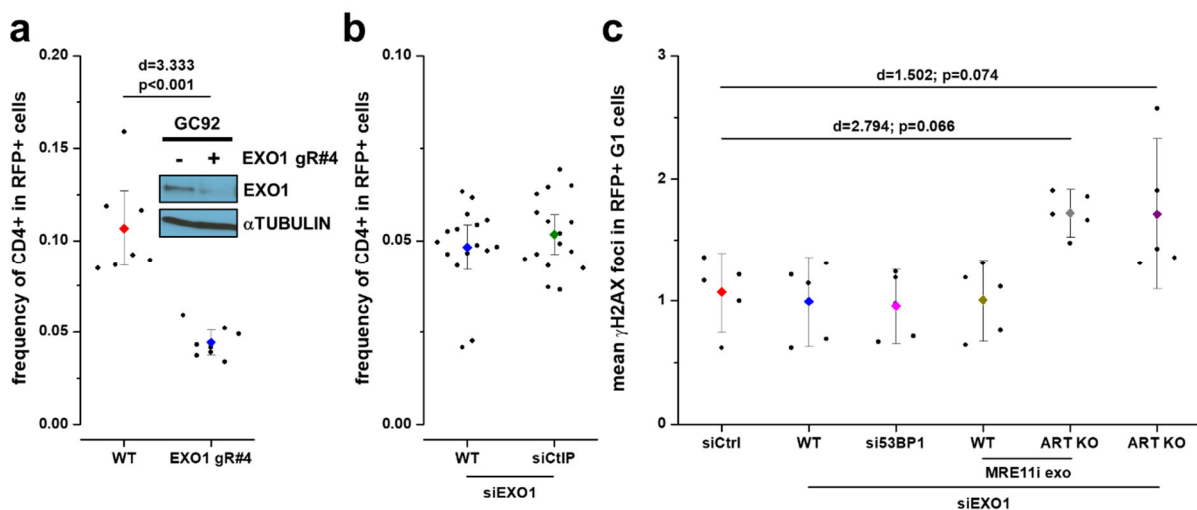 a
frequency of CD4+ in RFP+ cells
0.20
0.15
0.10
0.05
0.00
d=3.333
p<0.001
GC92
- + EXO1 gR#4
EXO1
αTUBULIN
WT EXO1 gR#4
b
frequency of CD4+ in RFP+ cells
0.10
0.05
0.00
WT siCtIP
siEXO1
c
mean γH2AX foci in RFP+ G1 cells
3
2
1
0
d=1.502; p=0.074
d=2.794; p=0.066
siCtrl WT si53BP1 WT ART KO ART KO
MRE11i exo
siEXO1